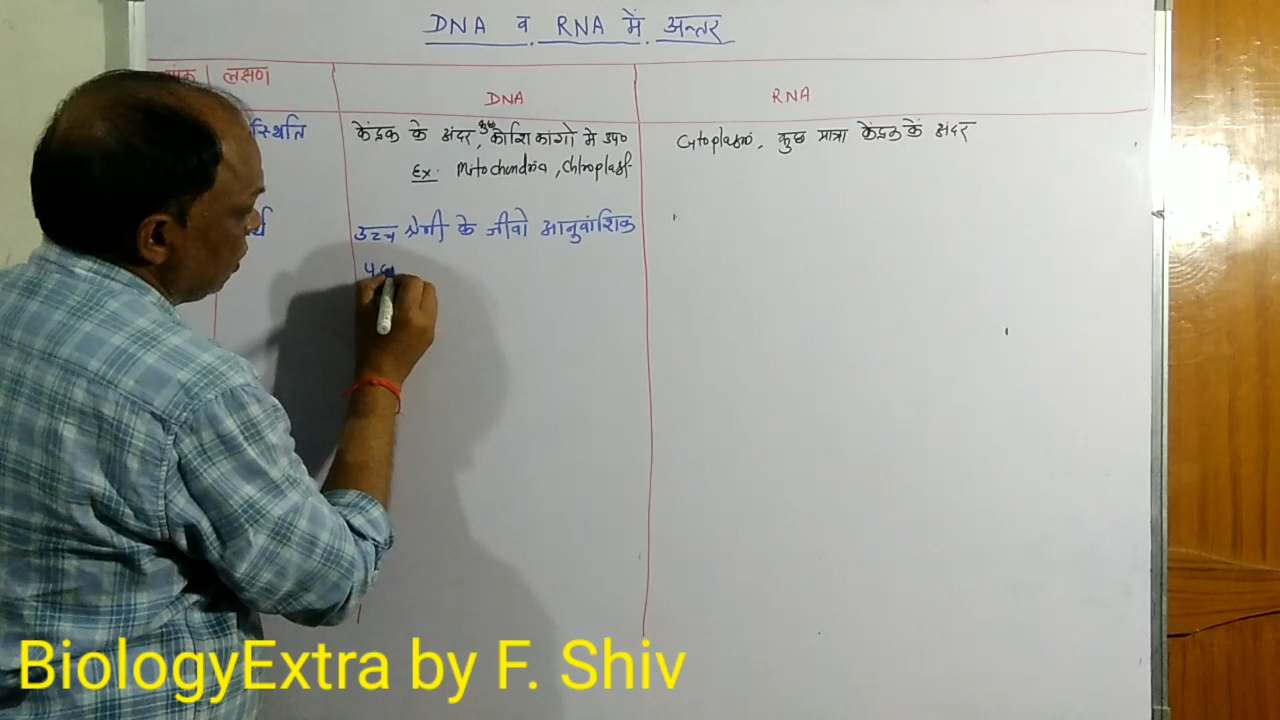 DNA व RNA में अन्तर
लक्षण
DNA
RNA
स्थिति
केंद्रक के अंदर, कुछ कोशिकांगो मे उप०
Ex. Mitochondria, Chloroplast
Cytoplasm, कुछ मात्रा केंद्रक कें अंदर
उच्च श्रेणी के जीवो आनुवांशिक
BiologyExtra by F. Shiv